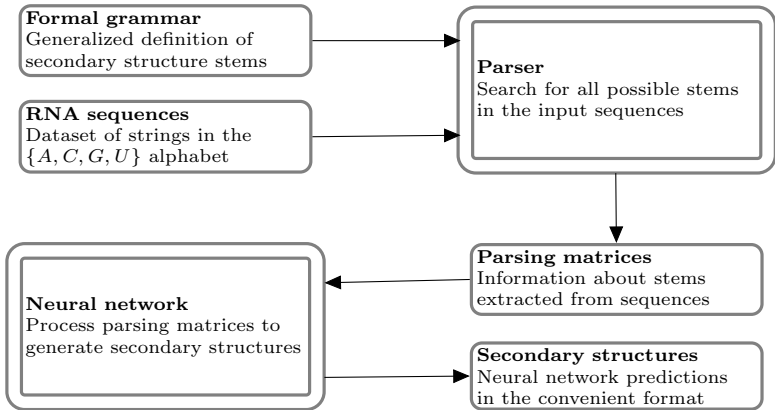 Formal grammar
Generalized definition of
secondary structure stems
RNA sequences
Dataset of strings in the
{A, C, G, U} alphabet
Parser
Search for all possible stems
in the input sequences
Parsing matrices
Information about stems
extracted from sequences
Neural network
Process parsing matrices to
generate secondary structures
Secondary structures
Neural network predictions
in the convenient format